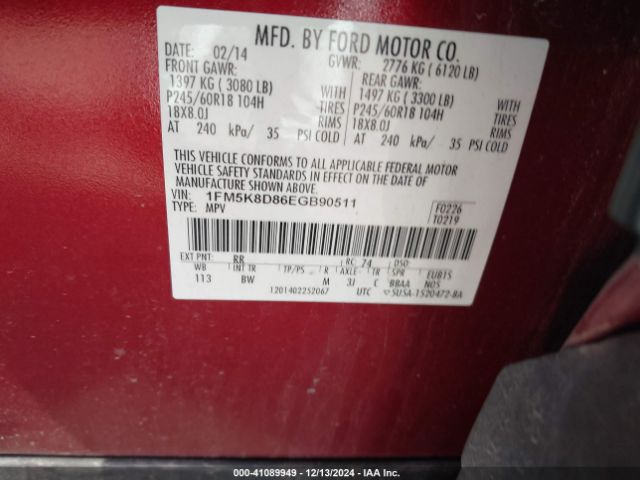 MFD. BY FORD MOTOR CO.
DATE: 02/14 GVWR: 2776 KG ( 6120 LB)
FRONT GAWR: REAR GAWR:
1397 KG ( 3080 LB) WITH 1497 KG ( 3300 LB) WITH
P245/60R18 104H TIRES P245/60R18 104H TIRES
18X8.0J RIMS 18X8.0J RIMS
AT 240 kPa/ 35 PSI COLD AT 240 kPa/ 35 PSI COLD
THIS VEHICLE CONFORMS TO ALL APPLICABLE FEDERAL MOTOR
VEHICLE SAFETY STANDARDS IN EFFECT ON THE DATE OF
MANUFACTURE SHOWN ABOVE.
VIN: 1FM5K8D86EGB90511 F0226
TYPE: MPV T0219
EXT PNT: RR RC: 74 DSO:
WB INT TR TP/PS R AXLE TR SPR EU815
113 BW M 3J C BBAA NOS
1201402252067 UTC 5USA-1520472-BA
000-41089949 - 12/13/2024 - IAA Inc.